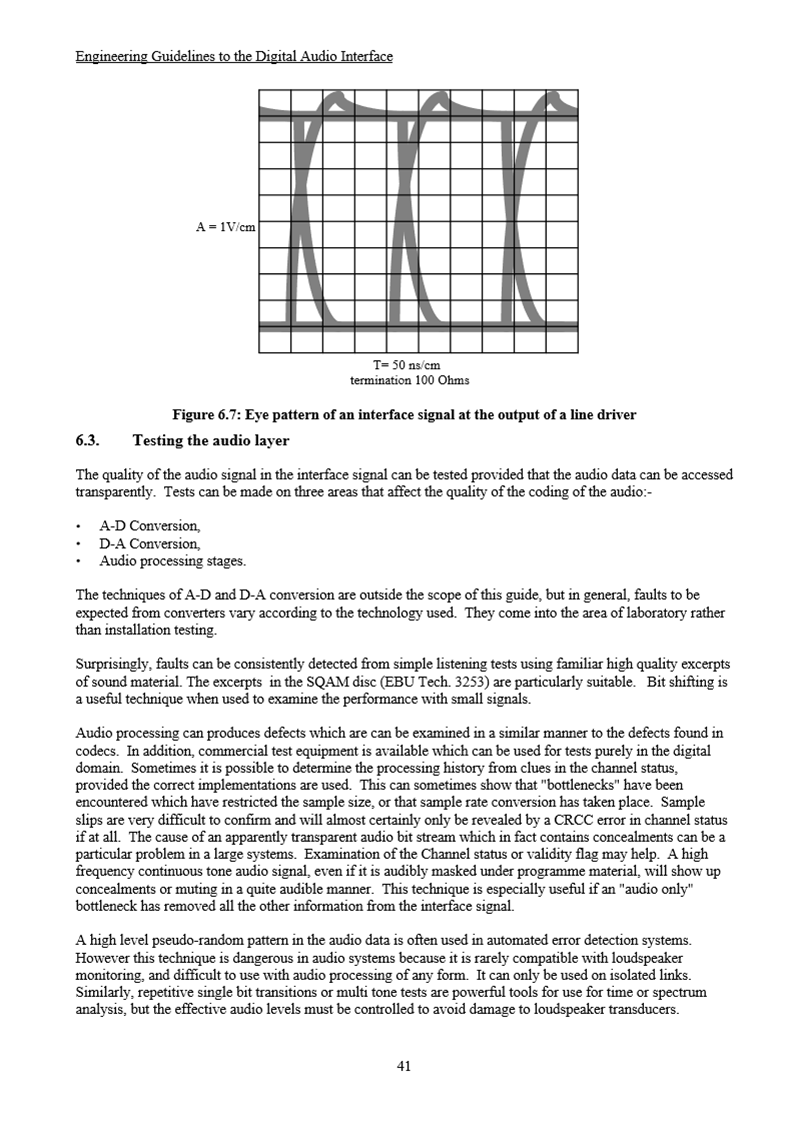 Engineering Guidelines to the Digital Audio Interface
A = 1V/cm
T= 50 ns/cm
termination 100 Ohms
Figure 6.7: Eye pattern of an interface signal at the output of a line driver
6.3. Testing the audio layer
The quality of the audio signal in the interface signal can be tested provided that the audio data can be accessed
transparently. Tests can be made on three areas that affect the quality of the coding of the audio:-
• A-D Conversion,
• D-A Conversion,
• Audio processing stages.
The techniques of A-D and D-A conversion are outside the scope of this guide, but in general, faults to be
expected from converters vary according to the technology used. They come into the area of laboratory rather
than installation testing.
Surprisingly, faults can be consistently detected from simple listening tests using familiar high quality excerpts
of sound material. The excerpts in the SQAM disc (EBU Tech. 3253) are particularly suitable. Bit shifting is
a useful technique when used to examine the performance with small signals.
Audio processing can produces defects which are can be examined in a similar manner to the defects found in
codecs. In addition, commercial test equipment is available which can be used for tests purely in the digital
domain. Sometimes it is possible to determine the processing history from clues in the channel status,
provided the correct implementations are used. This can sometimes show that "bottlenecks" have been
encountered which have restricted the sample size, or that sample rate conversion has taken place. Sample
slips are very difficult to confirm and will almost certainly only be revealed by a CRCC error in channel status
if at all. The cause of an apparently transparent audio bit stream which in fact contains concealments can be a
particular problem in a large systems. Examination of the Channel status or validity flag may help. A high
frequency continuous tone audio signal, even if it is audibly masked under programme material, will show up
concealments or muting in a quite audible manner. This technique is especially useful if an "audio only"
bottleneck has removed all the other information from the interface signal.
A high level pseudo-random pattern in the audio data is often used in automated error detection systems.
However this technique is dangerous in audio systems because it is rarely compatible with loudspeaker
monitoring, and difficult to use with audio processing of any form. It can only be used on isolated links.
Similarly, repetitive single bit transitions or multi tone tests are powerful tools for use for time or spectrum
analysis, but the effective audio levels must be controlled to avoid damage to loudspeaker transducers.
41